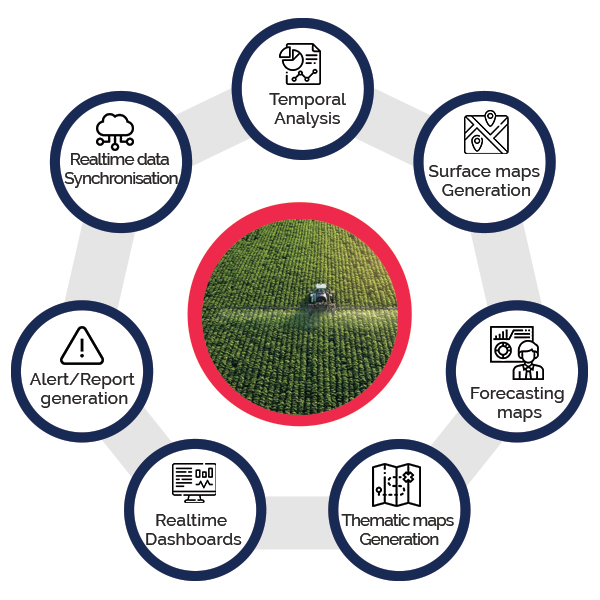 Temporal
Analysis
Surface maps
Generation
Forecasting
maps
Thematic maps
Generation
Realtime
Dashboards
Alert/Report
generation
Realtime data
Synchronisation